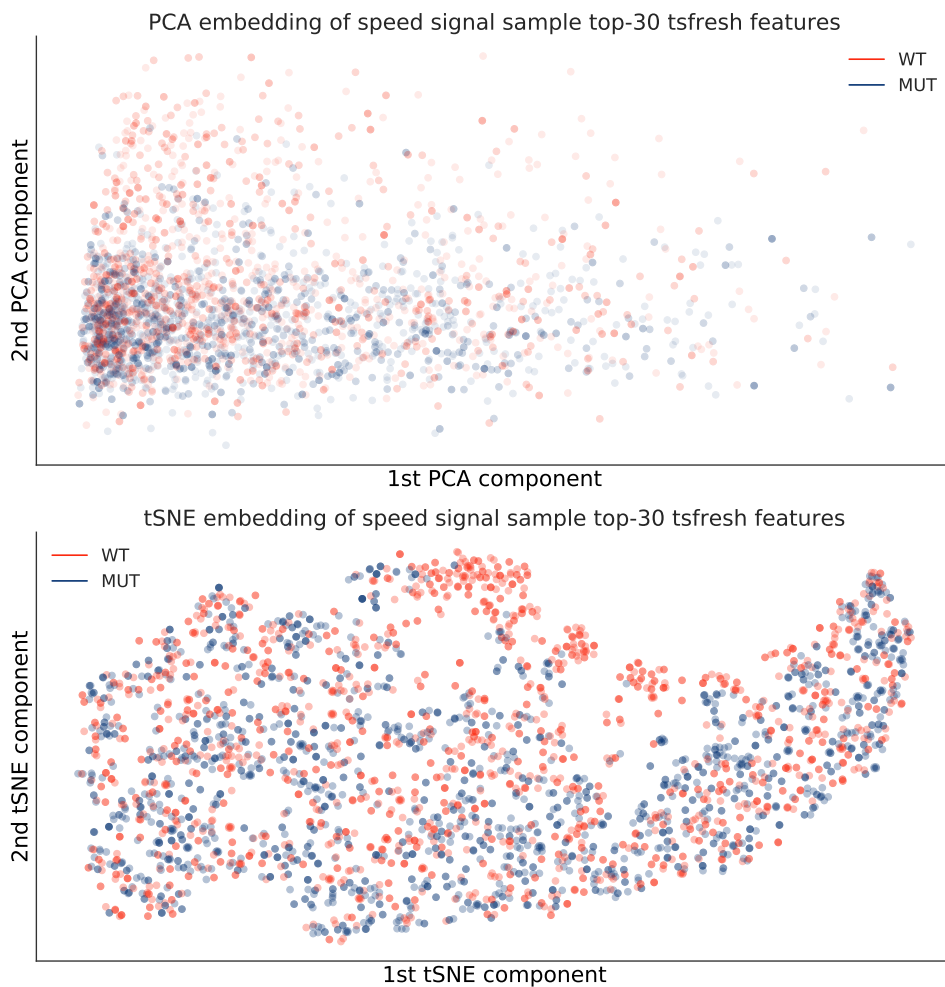 PCA embedding of speed signal sample top-30 tsfresh features
WT
MUT
2nd PCA component
1st PCA component
tSNE embedding of speed signal sample top-30 tsfresh features
WT
MUT
2nd tSNE component
1st tSNE component